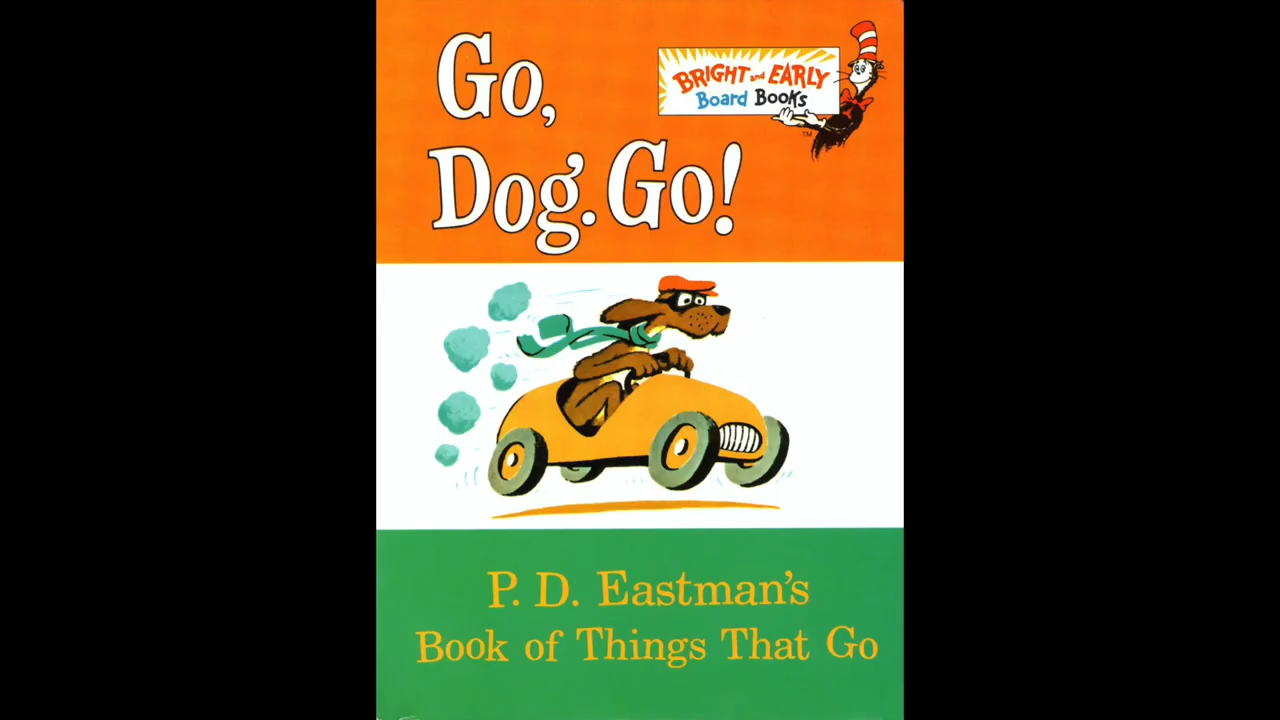 Go,
BRIGHT and EARLY
Board Books
TM
Dog. Go!
P. D. Eastman's
Book of Things That Go